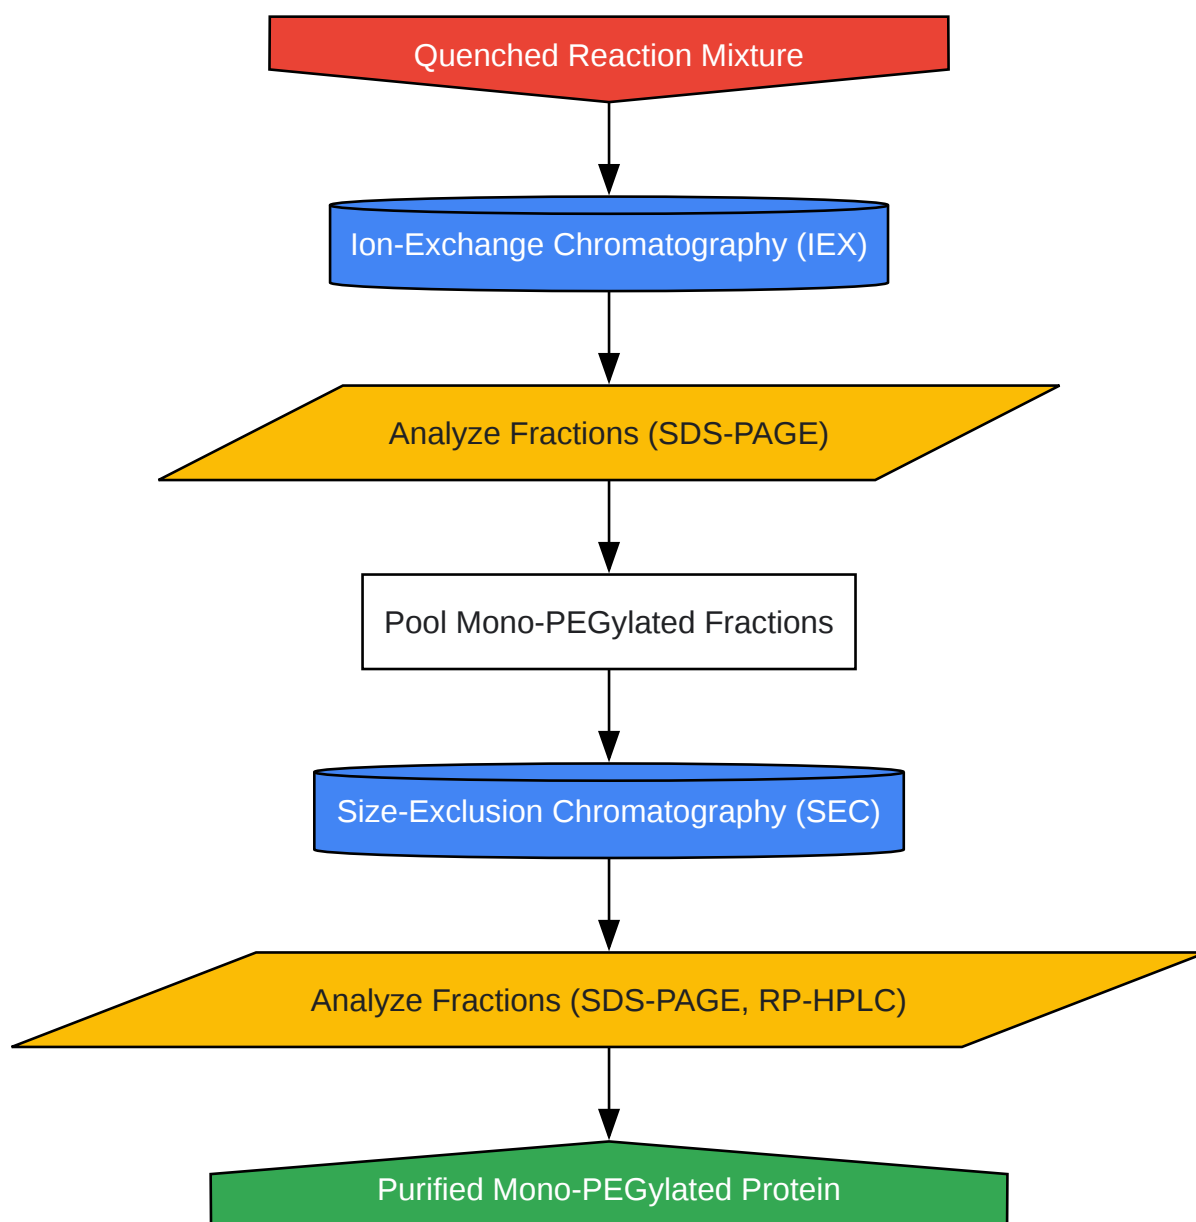 Quenched Reaction Mixture
Ion-Exchange Chromatography (IEX)
Analyze Fractions (SDS-PAGE)
Pool Mono-PEGylated Fractions
Size-Exclusion Chromatography (SEC)
Analyze Fractions (SDS-PAGE, RP-HPLC)
Purified Mono-PEGylated Protein